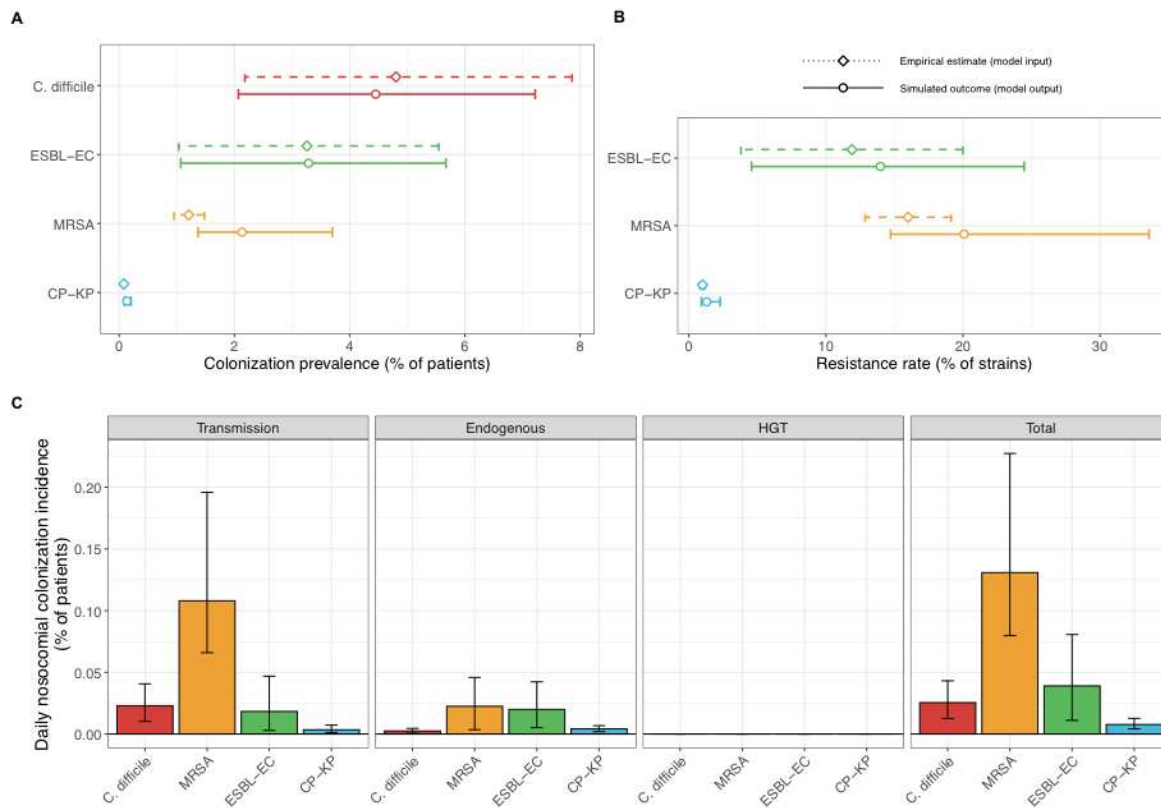 A
C. difficile
ESBL-EC
MRSA
CP-KP
0 2 4 6 8
Colonization prevalence (% of patients)
B
Empirical estimate (model input)
Simulated outcome (model output)
ESBL-EC
MRSA
CP-KP
0 10 20 30
Resistance rate (% of strains)
C
Transmission Endogenous HGT Total
Daily nosocomial colonization incidence
(% of patients)
0.20
0.15
0.10
0.05
0.00
C. difficile MRSA ESBL-EC CP-KP C. difficile MRSA ESBL-EC CP-KP C. difficile MRSA ESBL-EC CP-KP C. difficile MRSA ESBL-EC CP-KP